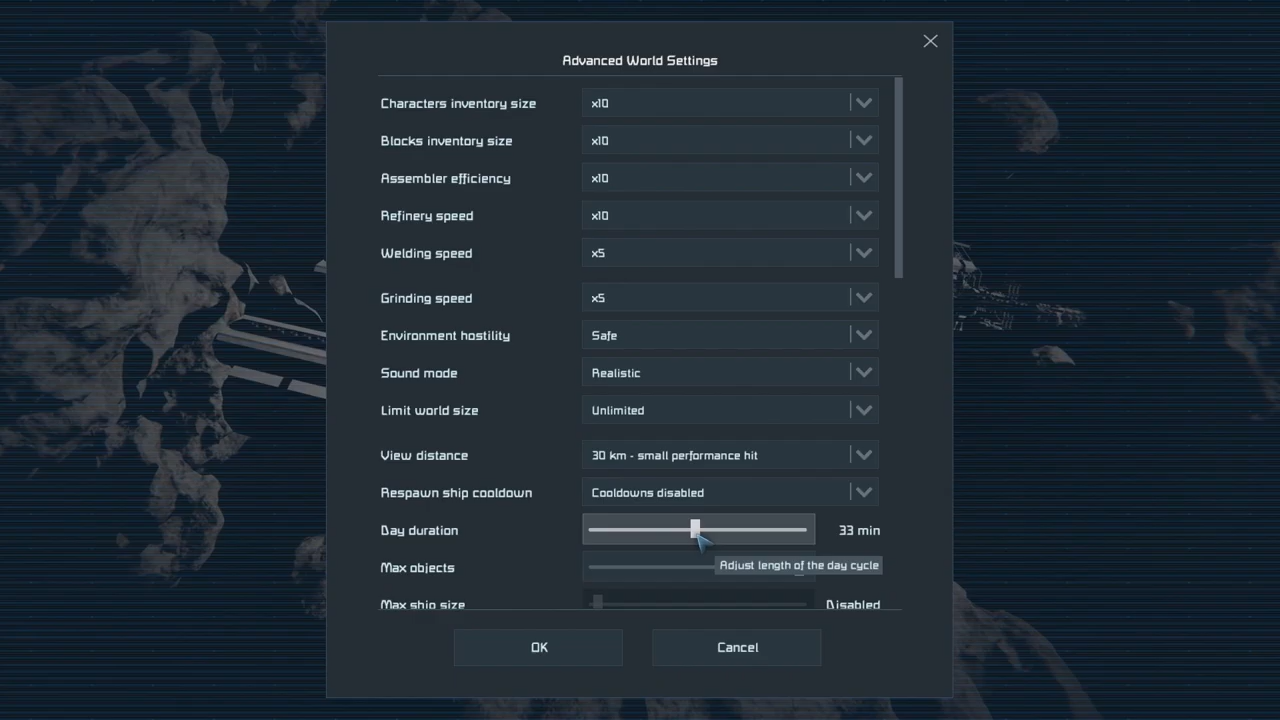 Advanced World Settings
Characters inventory size x10
Blocks inventory size x10
Assembler efficiency x10
Refinery speed x10
Welding speed x5
Grinding speed x5
Environment hostility Safe
Sound mode Realistic
Limit world size Unlimited
View distance 30 km - small performance hit
Respawn ship cooldown Cooldowns disabled
Day duration 33 min
Adjust length of the day cycle
Max objects
Max ship size Disabled
OK Cancel